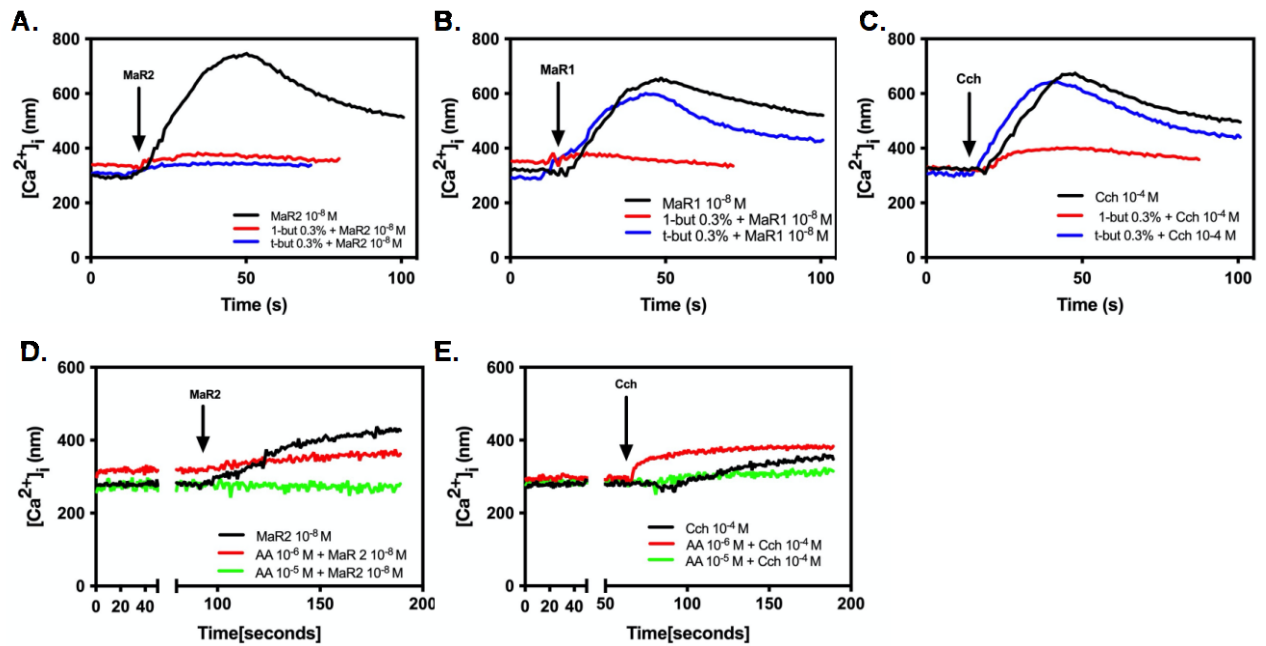 A.
800
600
400
200
0
[Ca2+]i (nm)
MaR2
MaR2 10-8 M
1-but 0.3% + MaR2 10-8 M
t-but 0.3% + MaR2 10-8 M
0 50 100
Time (s)
B.
800
600
400
200
0
[Ca2+]i (nm)
MaR1
MaR1 10-8 M
1-but 0.3% + MaR1 10-8 M
t-but 0.3% + MaR1 10-8 M
0 50 100
Time (s)
C.
800
600
400
200
0
[Ca2+]i (nm)
Cch
Cch 10-4 M
1-but 0.3% + Cch 10-4 M
t-but 0.3% + Cch 10-4 M
0 50 100
Time (s)
D.
600
400
200
0
[Ca2+]i (nm)
MaR2
MaR2 10-8 M
AA 10-6 M + MaR 2 10-8 M
AA 10-5 M + MaR2 10-8 M
0 20 40 100 150 200
Time[seconds]
E.
600
400
200
0
[Ca2+]i (nm)
Cch
Cch 10-4 M
AA 10-6 M + Cch 10-4 M
AA 10-5 M + Cch 10-4 M
0 20 40 50 100 150 200
Time[seconds]